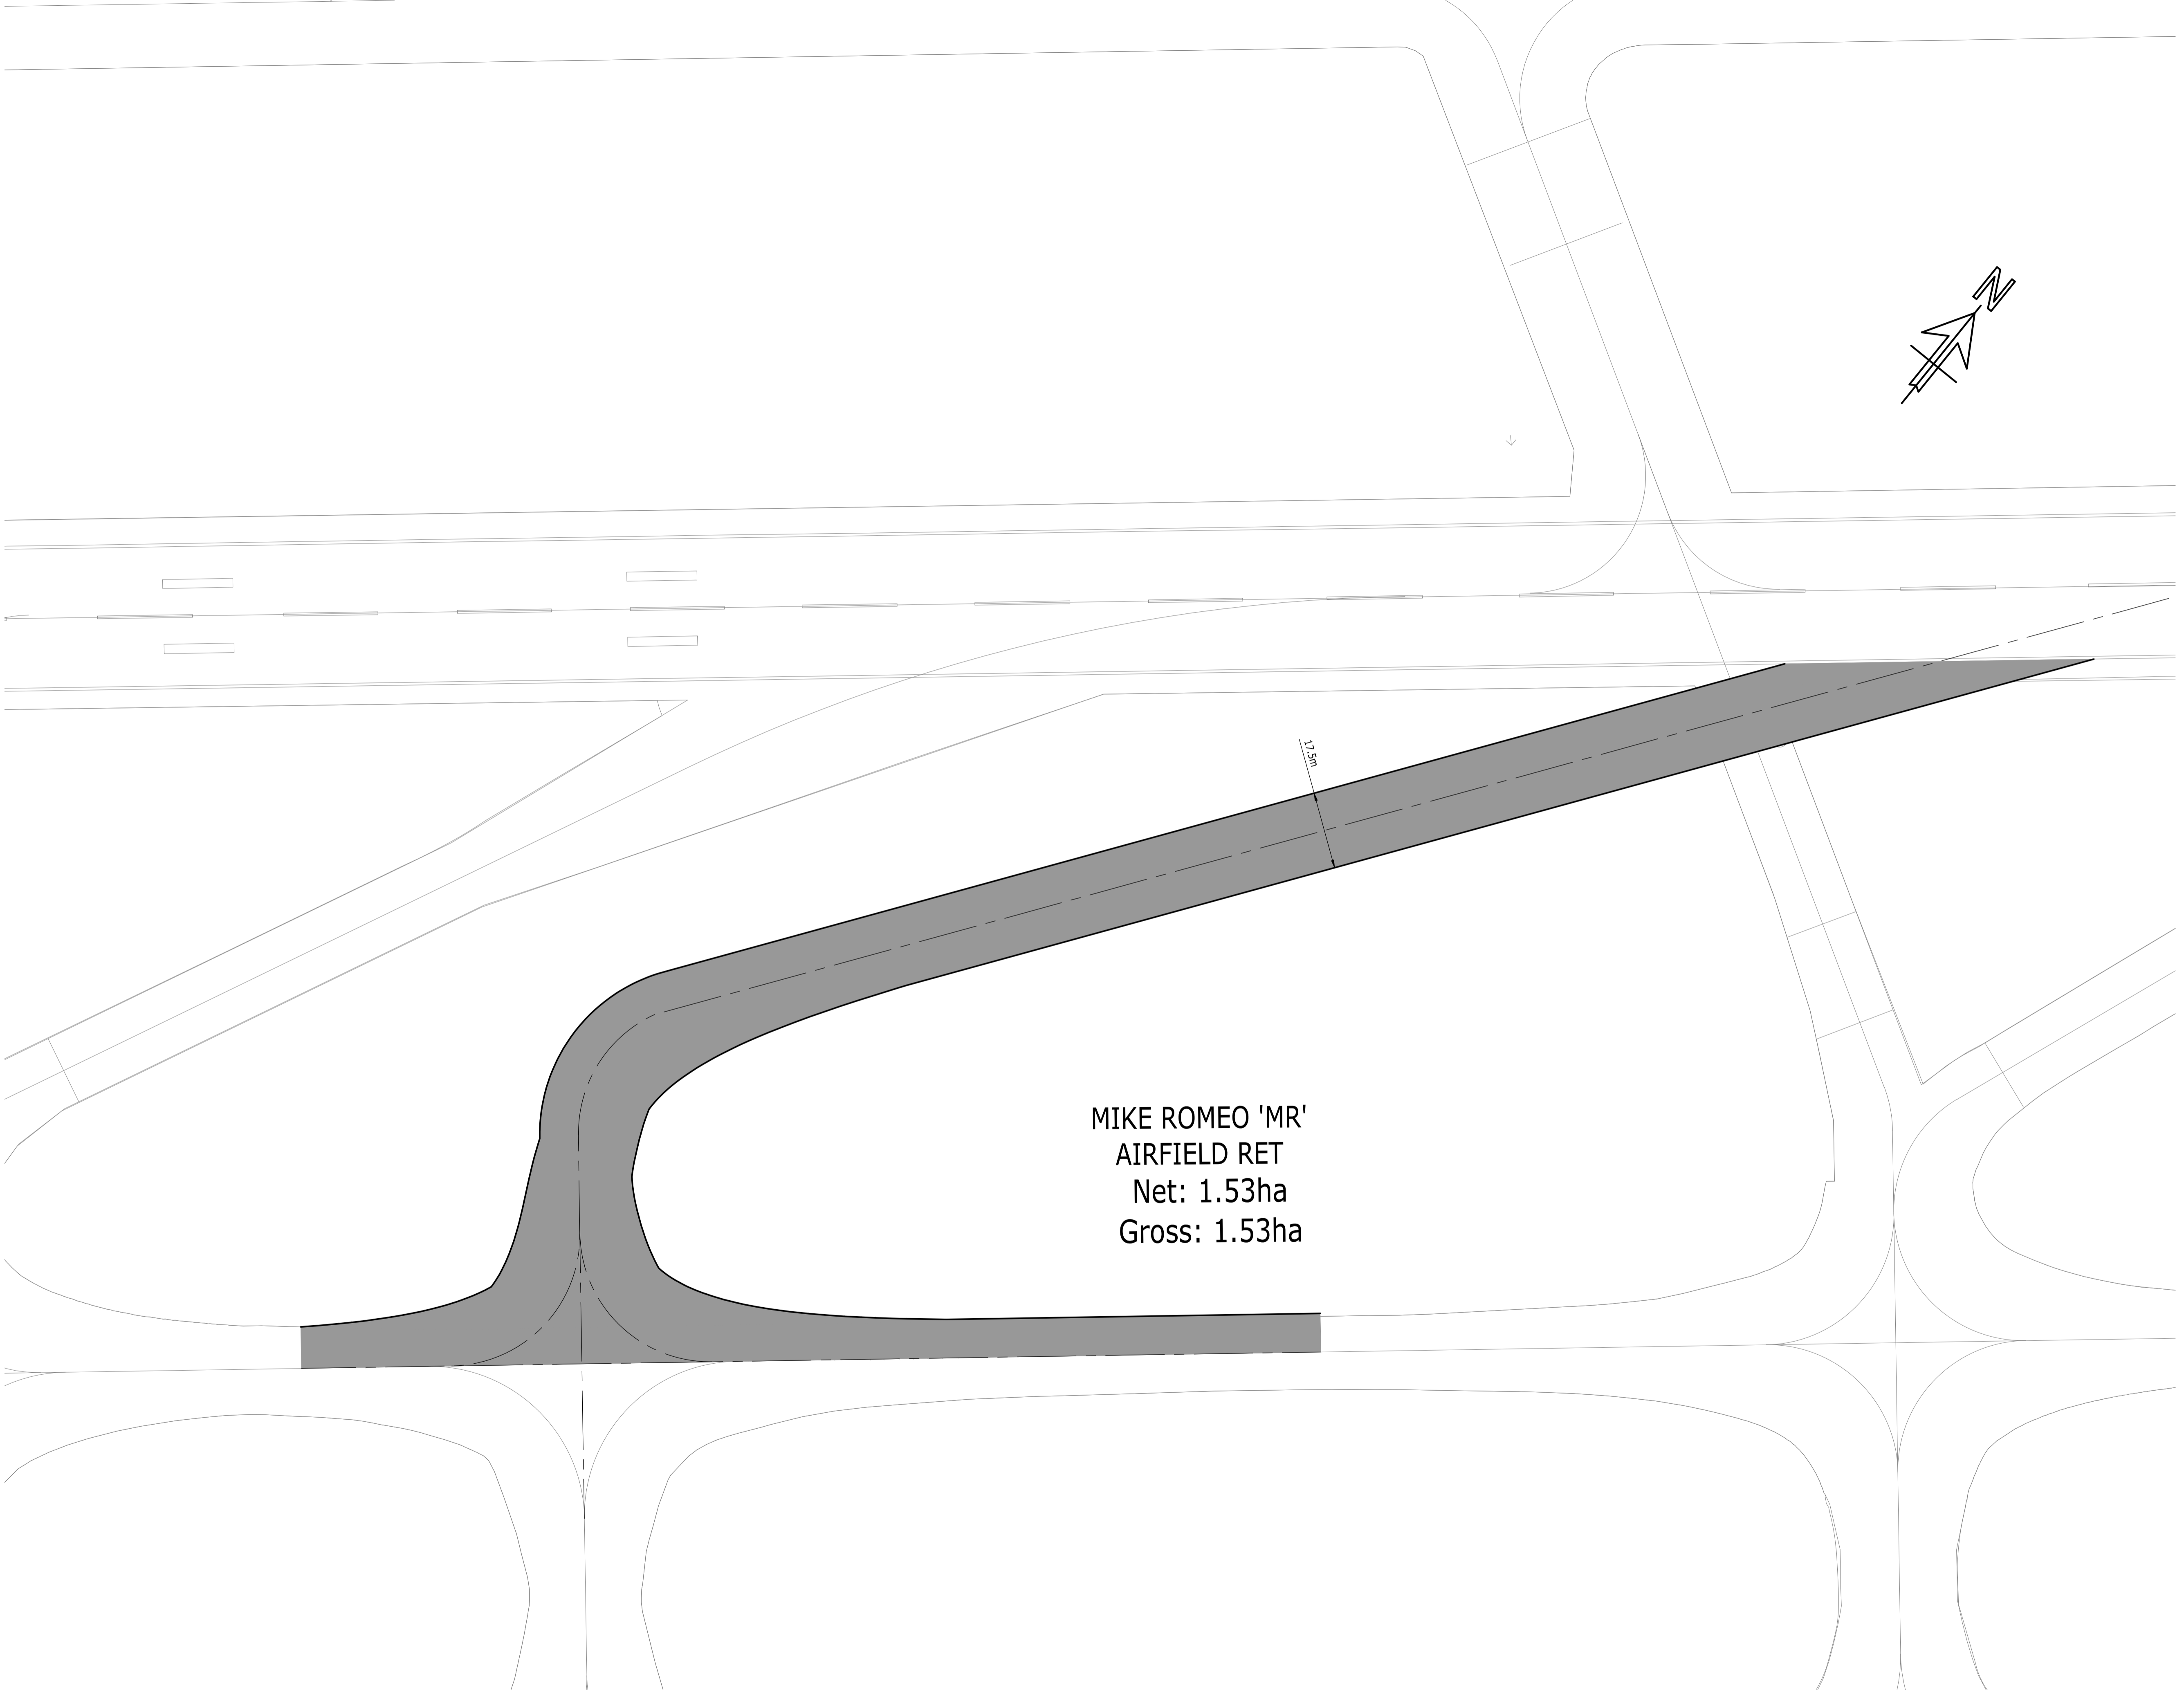 N
17.5m
MIKE ROMEO 'MR'
AIRFIELD RET
Net: 1.53ha
Gross: 1.53ha